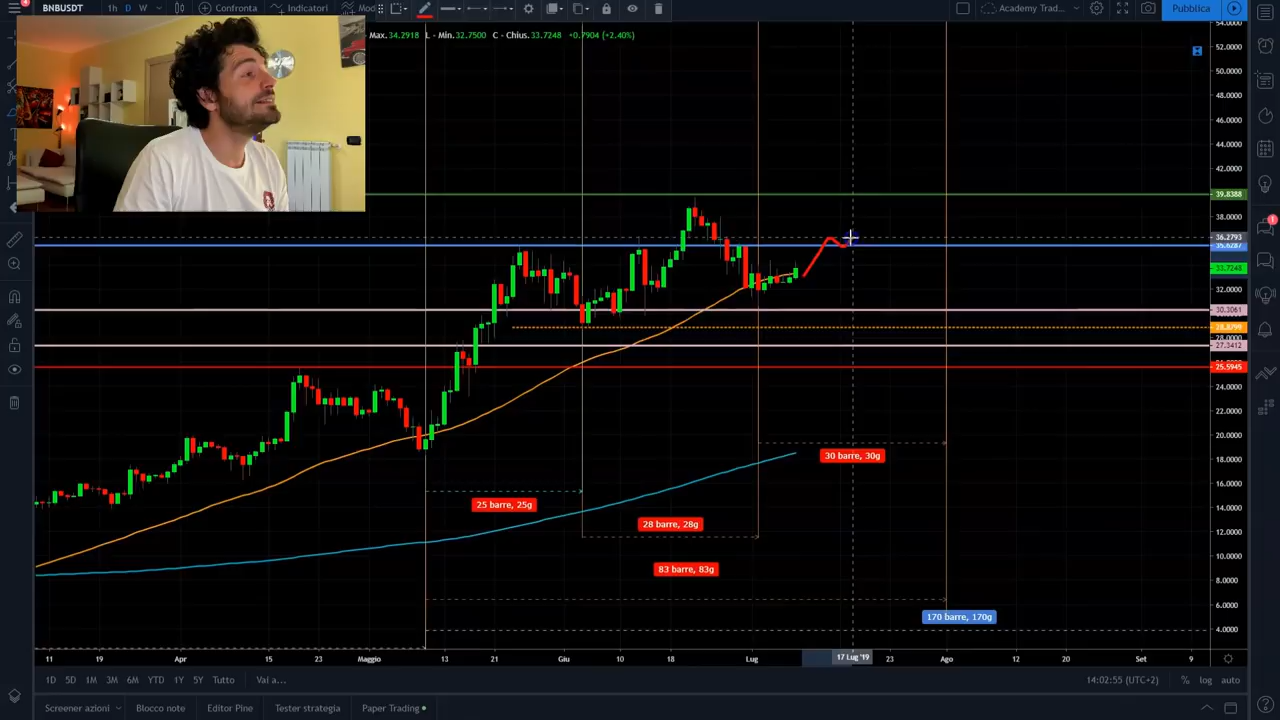 BNBUSDT 1h D W Confronta Indicatori Academy Trad... Pubblica
Max.34.2918 L - Min.32.7500 C - Chius.33.7248 +0.7904 (+2.40%)
52.0000
50.0000
48.0000
46.0000
44.0000
42.0000
39.8388
38.0000
36.2793
35.6287
33.7248
32.0000
30.3061
28.8799
28.0000
27.3412
25.5945
24.0000
22.0000
20.0000
18.0000
16.0000
14.0000
12.0000
10.0000
8.0000
6.0000
4.0000
30 barre, 30g
25 barre, 25g
28 barre, 28g
83 barre, 83g
170 barre, 170g
11 19 Apr 15 23 Maggio 13 21 Giu 10 18 Lug 17 Lug '19 23 Ago 12 20 Set 9
1D 5D 1M 3M 6M YTD 1Y 5Y Tutto Vai a... 14:02:55 (UTC+2) % log auto
Screener azioni Blocco note Editor Pine Tester strategia Paper Trading